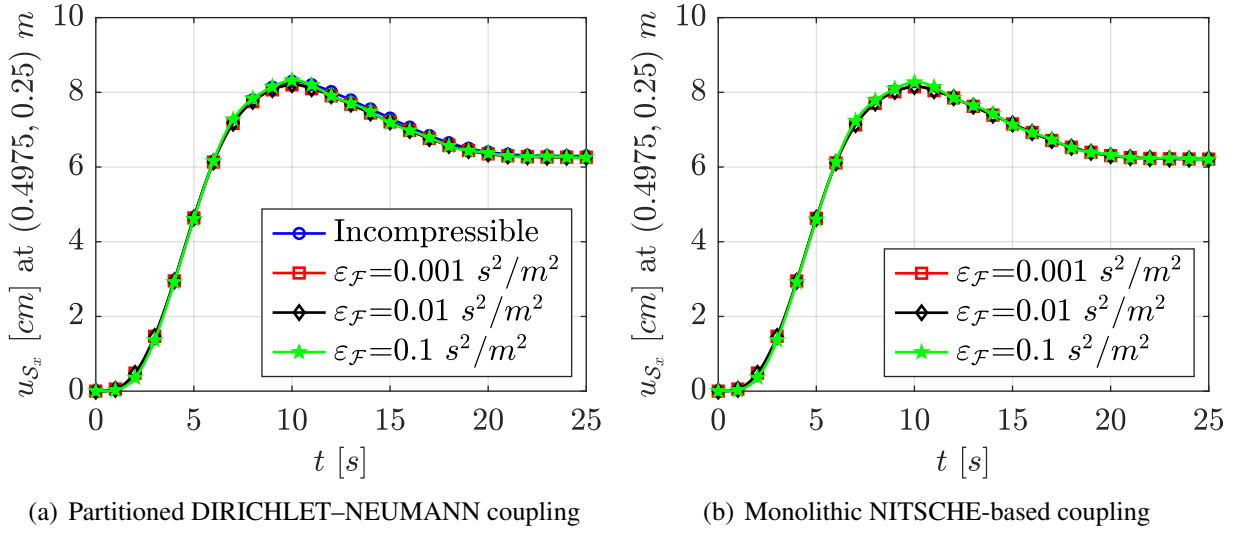 10
8
6
4
2
0
0 5 10 15 20 25
u_{S_x} [cm] at (0.4975, 0.25) m
t [s]
Incompressible
ε_ℱ=0.001 s²/m²
ε_ℱ=0.01 s²/m²
ε_ℱ=0.1 s²/m²
(a) Partitioned DIRICHLET–NEUMANN coupling
10
8
6
4
2
0
0 5 10 15 20 25
u_{S_x} [cm] at (0.4975, 0.25) m
t [s]
ε_ℱ=0.001 s²/m²
ε_ℱ=0.01 s²/m²
ε_ℱ=0.1 s²/m²
(b) Monolithic NITSCHE-based coupling